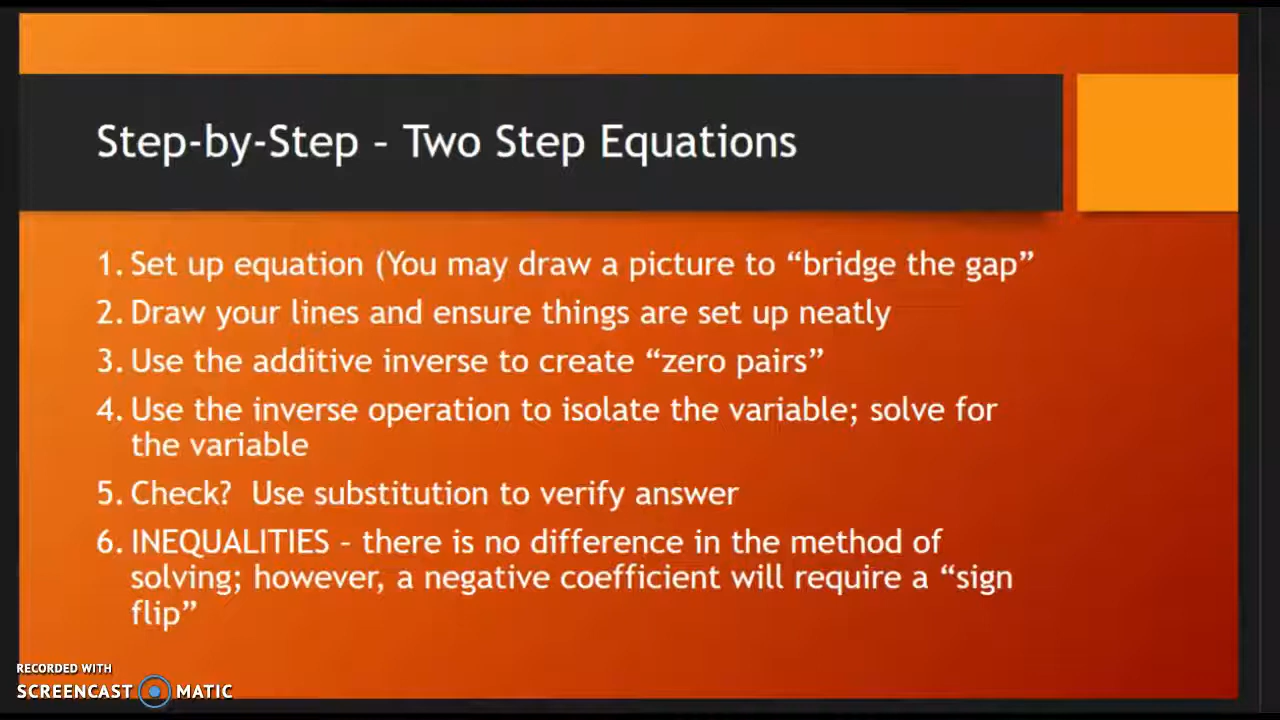 Step-by-Step – Two Step Equations
1. Set up equation (You may draw a picture to “bridge the gap”
2. Draw your lines and ensure things are set up neatly
3. Use the additive inverse to create “zero pairs”
4. Use the inverse operation to isolate the variable; solve for
the variable
5. Check?  Use substitution to verify answer
6. INEQUALITIES – there is no difference in the method of
solving; however, a negative coefficient will require a “sign
flip”
RECORDED WITH
SCREENCAST MATIC